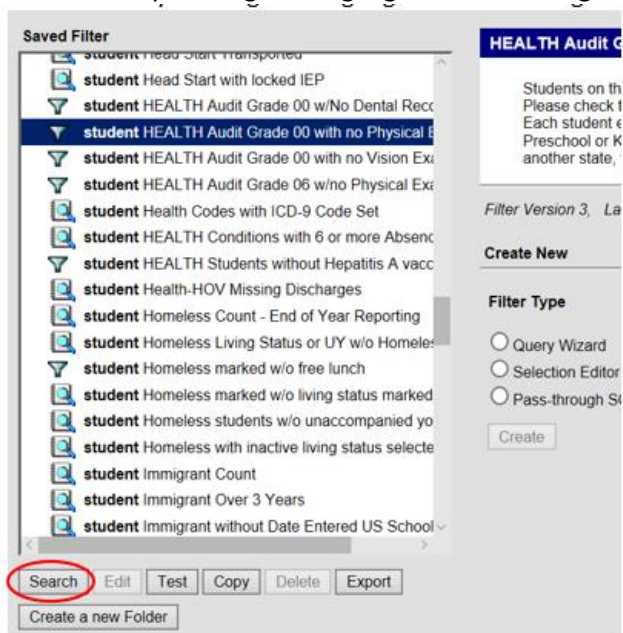 Saved Filter
student Head Start Transported
student Head Start with locked IEP
student HEALTH Audit Grade 00 w/No Dental Reco
student HEALTH Audit Grade 00 with no Physical E
student HEALTH Audit Grade 00 with no Vision Exa
student HEALTH Audit Grade 06 w/no Physical Exa
student Health Codes with ICD-9 Code Set
student HEALTH Conditions with 6 or more Absenc
student HEALTH Students without Hepatitis A vacc
student Health-HOV Missing Discharges
student Homeless Count - End of Year Reporting
student Homeless Living Status or UY w/o Homeles
student Homeless marked w/o free lunch
student Homeless marked w/o living status marked
student Homeless students w/o unaccompanied yo
student Homeless with inactive living status selecte
student Immigrant Count
student Immigrant Over 3 Years
student Immigrant without Date Entered US School
Search Edit Test Copy Delete Export
Create a new Folder
HEALTH Audit G
Students on th
Please check t
Each student e
Preschool or K
another state,
Filter Version 3, La
Create New
Filter Type
Query Wizard
Selection Editor
Pass-through SQ
Create